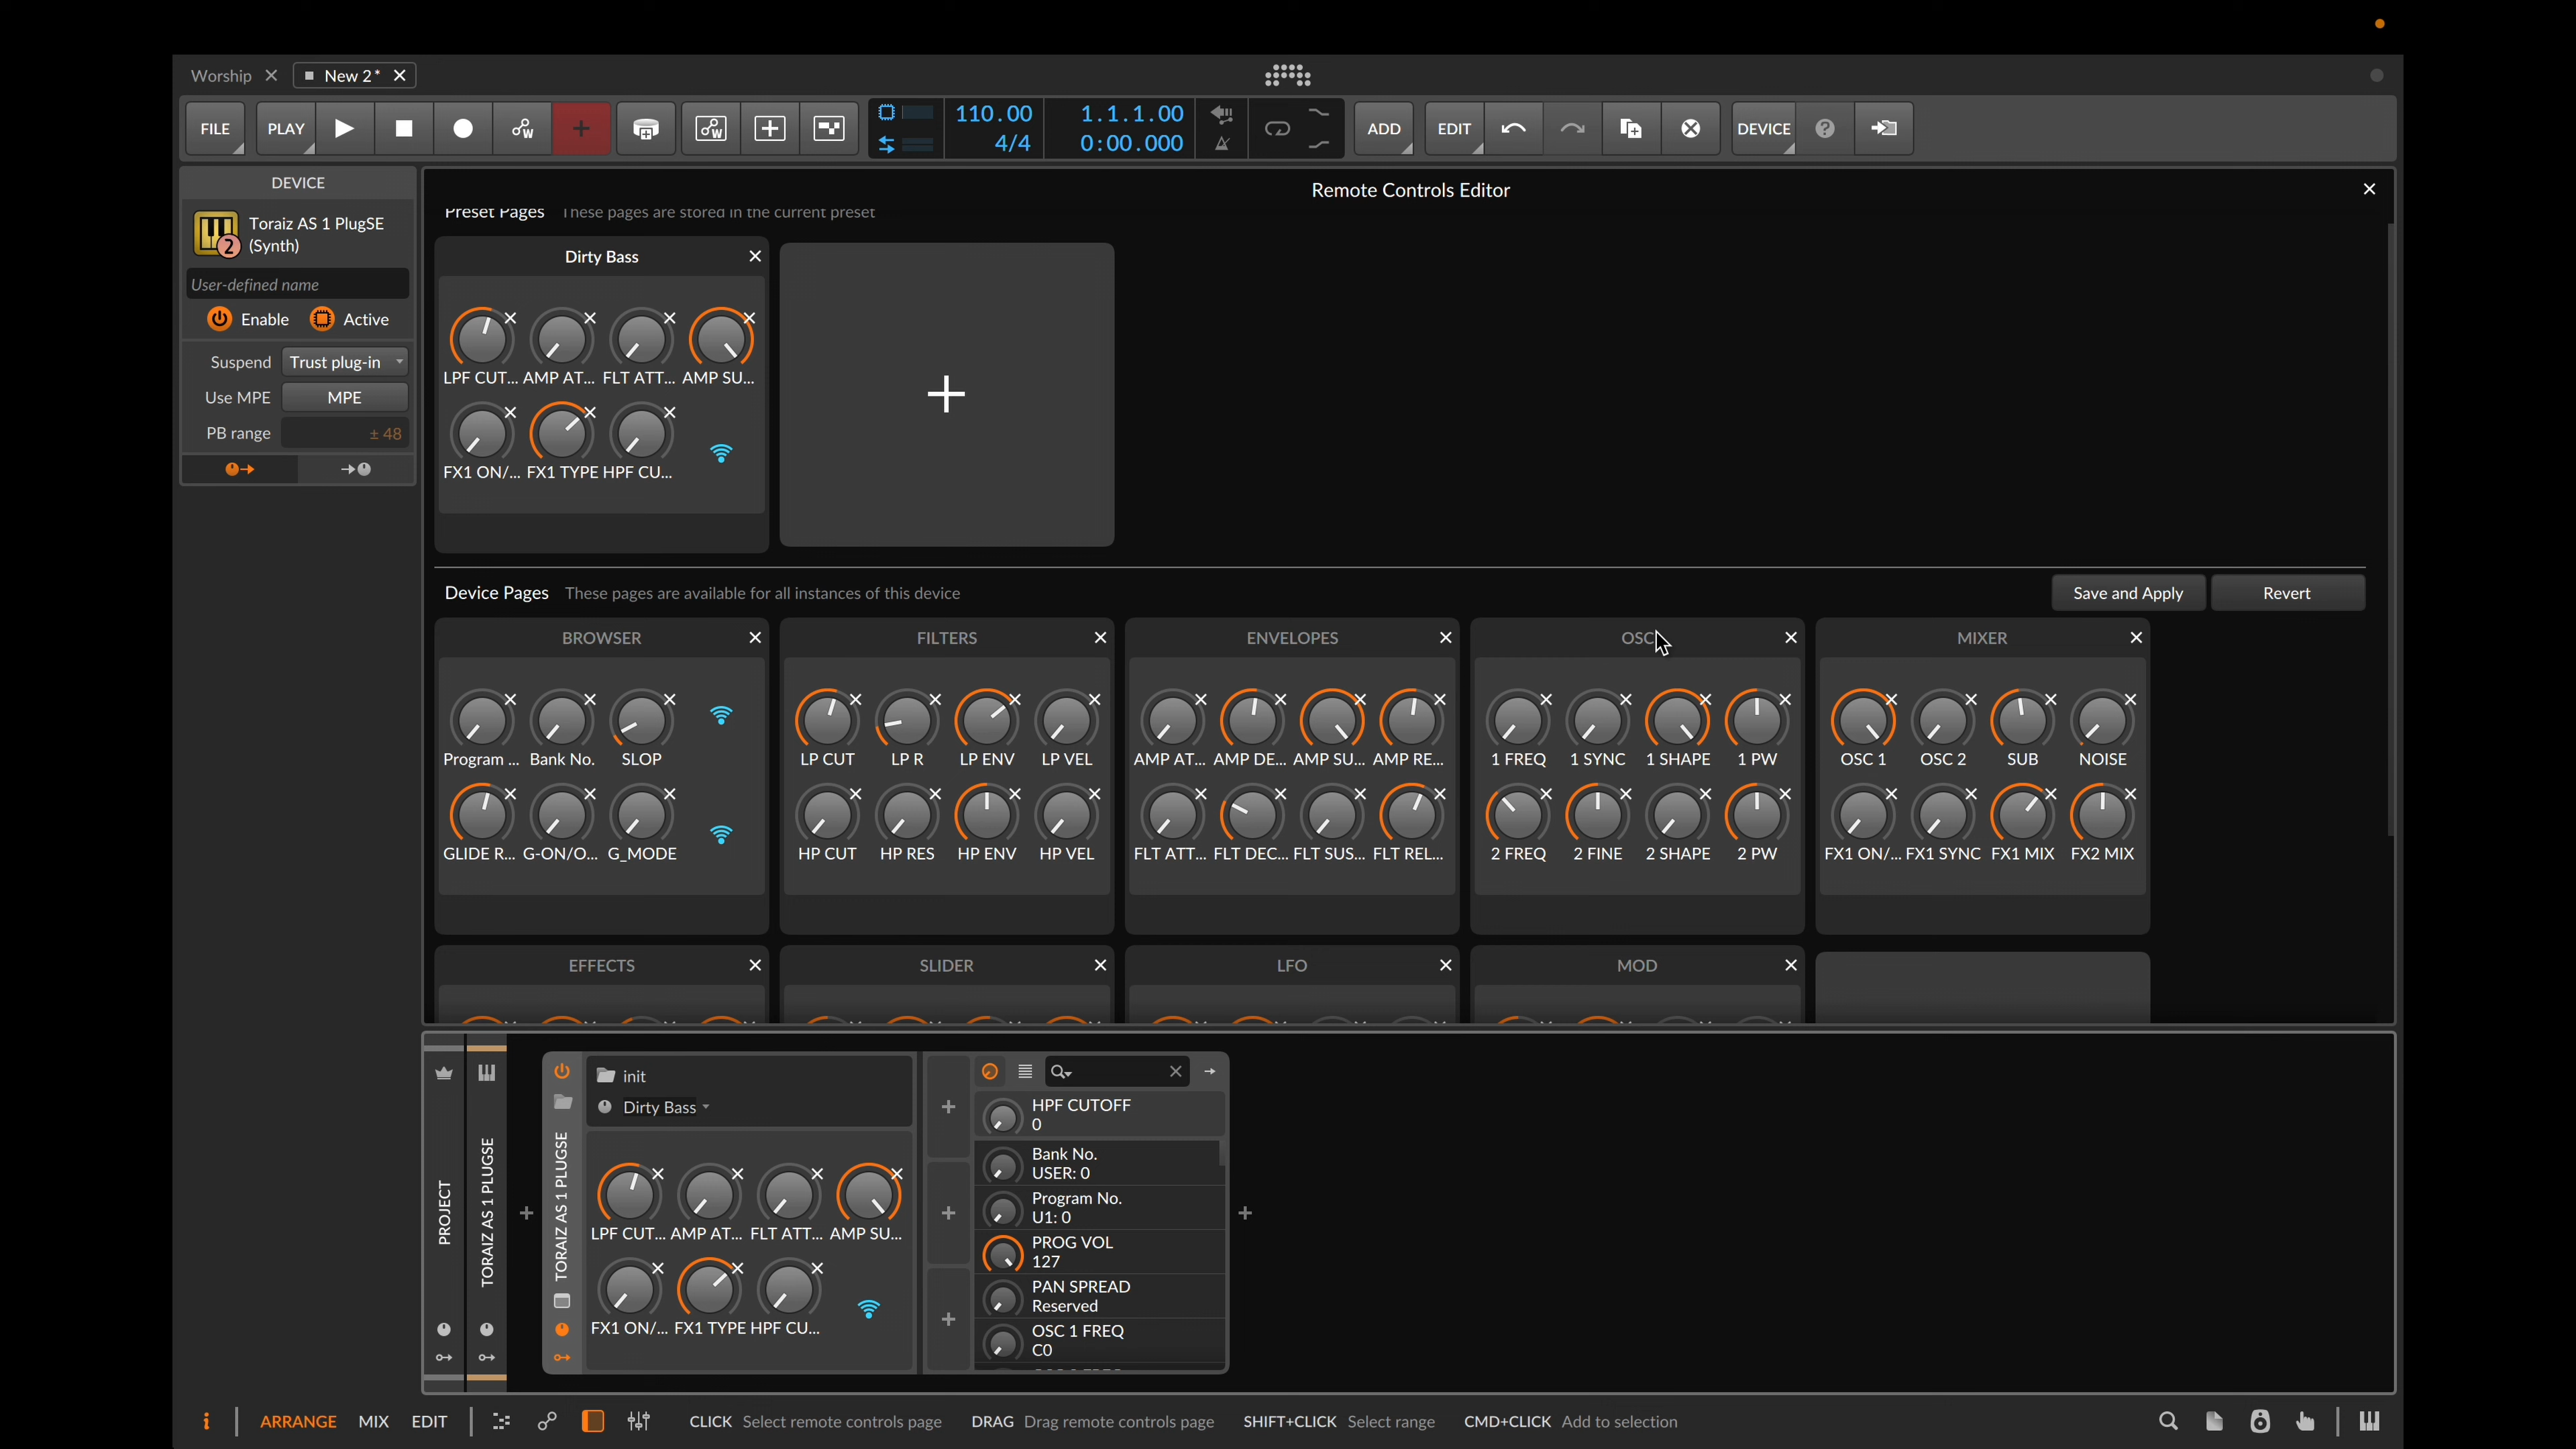 Worship
New 2*
FILE
PLAY
110.00
4/4
1.1.1.00
0:00.000
ADD
EDIT
DEVICE
DEVICE
Toraiz AS 1 PlugSE
(Synth)
2
User-defined name
Enable
Active
Suspend
Trust plug-in
Use MPE
MPE
PB range
± 48
Remote Controls Editor
Preset Pages These pages are stored in the current preset
Dirty Bass
LPF CUT... AMP AT... FLT ATT... AMP SU...
FX1 ON/... FX1 TYPE HPF CU...
Device Pages These pages are available for all instances of this device
Save and Apply
Revert
BROWSER
Program ... Bank No. SLOP
GLIDE R... G-ON/O... G_MODE
FILTERS
LP CUT LP R LP ENV LP VEL
HP CUT HP RES HP ENV HP VEL
ENVELOPES
AMP AT... AMP DE... AMP SU... AMP RE...
FLT ATT... FLT DEC... FLT SUS... FLT REL...
OSC
1 FREQ 1 SYNC 1 SHAPE 1 PW
2 FREQ 2 FINE 2 SHAPE 2 PW
MIXER
OSC 1 OSC 2 SUB NOISE
FX1 ON/... FX1 SYNC FX1 MIX FX2 MIX
EFFECTS
SLIDER
LFO
MOD
PROJECT
TORAIZ AS 1 PLUGSE
TORAIZ AS 1 PLUGSE
init
Dirty Bass
LPF CUT... AMP AT... FLT ATT... AMP SU...
FX1 ON/... FX1 TYPE HPF CU...
HPF CUTOFF
0
Bank No.
USER: 0
Program No.
U1: 0
PROG VOL
127
PAN SPREAD
Reserved
OSC 1 FREQ
C0
i
ARRANGE MIX EDIT
CLICK Select remote controls page DRAG Drag remote controls page SHIFT+CLICK Select range CMD+CLICK Add to selection